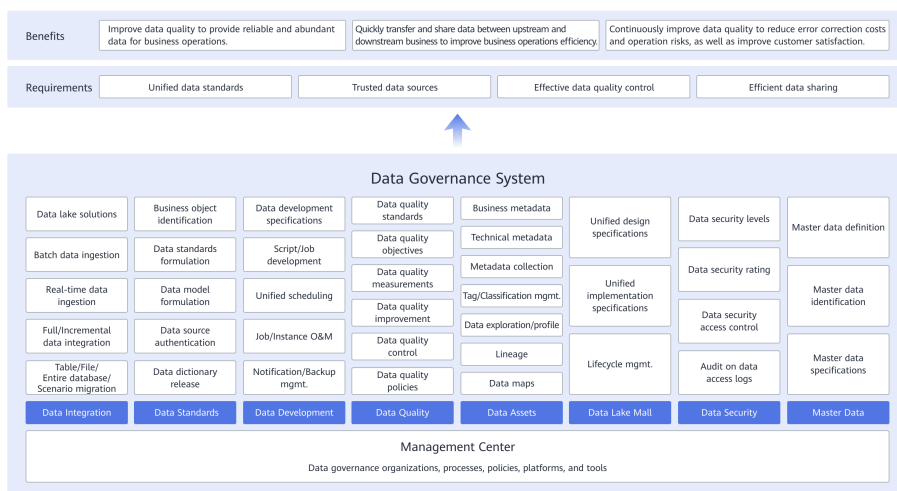 Benefits
Improve data quality to provide reliable and abundant
data for business operations.
Quickly transfer and share data between upstream and
downstream business to improve business operations efficiency.
Continuously improve data quality to reduce error correction costs
and operation risks, as well as improve customer satisfaction.
Requirements
Unified data standards
Trusted data sources
Effective data quality control
Efficient data sharing
Data Governance System
Data lake solutions
Batch data ingestion
Real-time data
ingestion
Full/Incremental
data integration
Table/File/
Entire database/
Scenario migration
Data Integration
Business object
identification
Data standards
formulation
Data model
formulation
Data source
authentication
Data dictionary
release
Data Standards
Data development
specifications
Script/Job
development
Unified scheduling
Job/Instance O&M
Notification/Backup
mgmt.
Data Development
Data quality
standards
Data quality
objectives
Data quality
measurements
Data quality
improvement
Data quality
control
Data quality
policies
Data Quality
Business metadata
Technical metadata
Metadata collection
Tag/Classification mgmt.
Data exploration/profile
Lineage
Data maps
Data Assets
Unified design
specifications
Unified
implementation
specifications
Lifecycle mgmt.
Data Lake Mall
Data security levels
Data security rating
Data security
access control
Audit on data
access logs
Data Security
Master data definition
Master data
identification
Master data
specifications
Master Data
Management Center
Data governance organizations, processes, policies, platforms, and tools